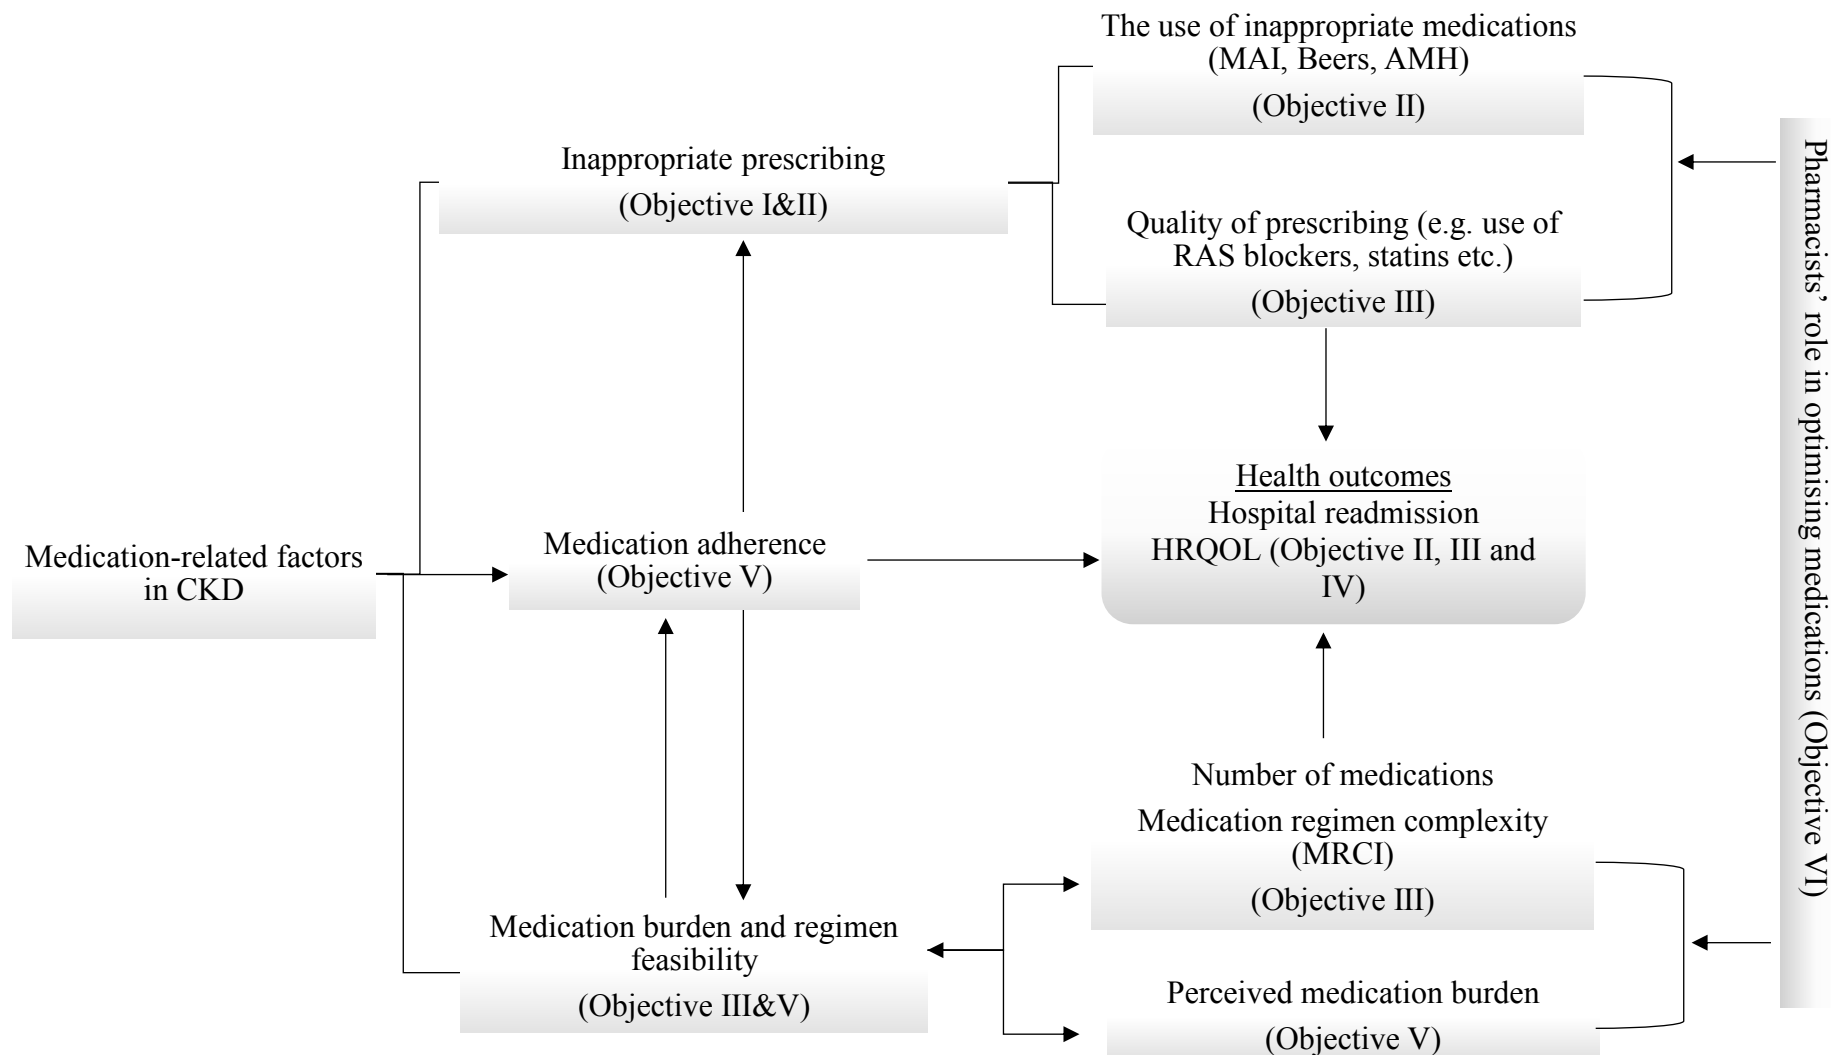 The use of inappropriate medications
(MAI, Beers, AMH)
(Objective II)
Inappropriate prescribing
(Objective I&II)
Quality of prescribing (e.g. use of
RAS blockers, statins etc.)
(Objective III)
Health outcomes
Hospital readmission
HRQOL (Objective II, III and
IV)
Medication-related factors
in CKD
Medication adherence
(Objective V)
Number of medications
Medication regimen complexity
(MRCI)
(Objective III)
Medication burden and regimen
feasibility
(Objective III&V)
Perceived medication burden
(Objective V)
Pharmacists’ role in optimising medications (Objective VI)